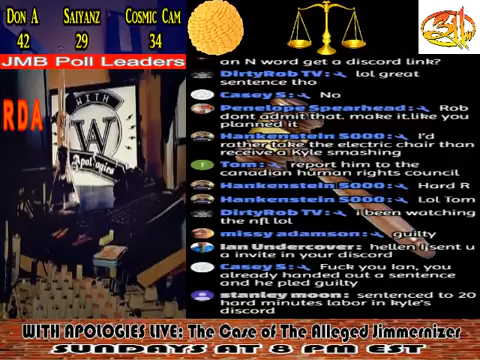 Don A Saiyanz Cosmic Cam
42 29 34
JMB Poll Leaders
RDA
WITH
W
Apologies
311
an N word get a discord link?
DirtyRob TV: lol great
sentence tho
Casey S: No
Penelope Spearhead: Rob
dont admit that. make it.like you
planned it
Hankenstein 5000: I'd
rather take the electric chair than
receive a kyle smashing
Tom: report him to the
canadian human rights council
Hankenstein 5000: Hard R
Hankenstein 5000: Lol Tom
DirtyRob TV: i been watching
the nfl lol
missy adamson: guilty
Ian Undercover: hellen I sent u
a invite in your discord
Casey S: Fuck you Ian, you
already handed out a sentence
and he pled guilty
stanley moon: sentenced to 20
hard minutes labor in kyle's
discord
WITH APOLOGIES LIVE: The Case of The Alleged Jimmernizer
SUNDAYS AT 8 PM EST